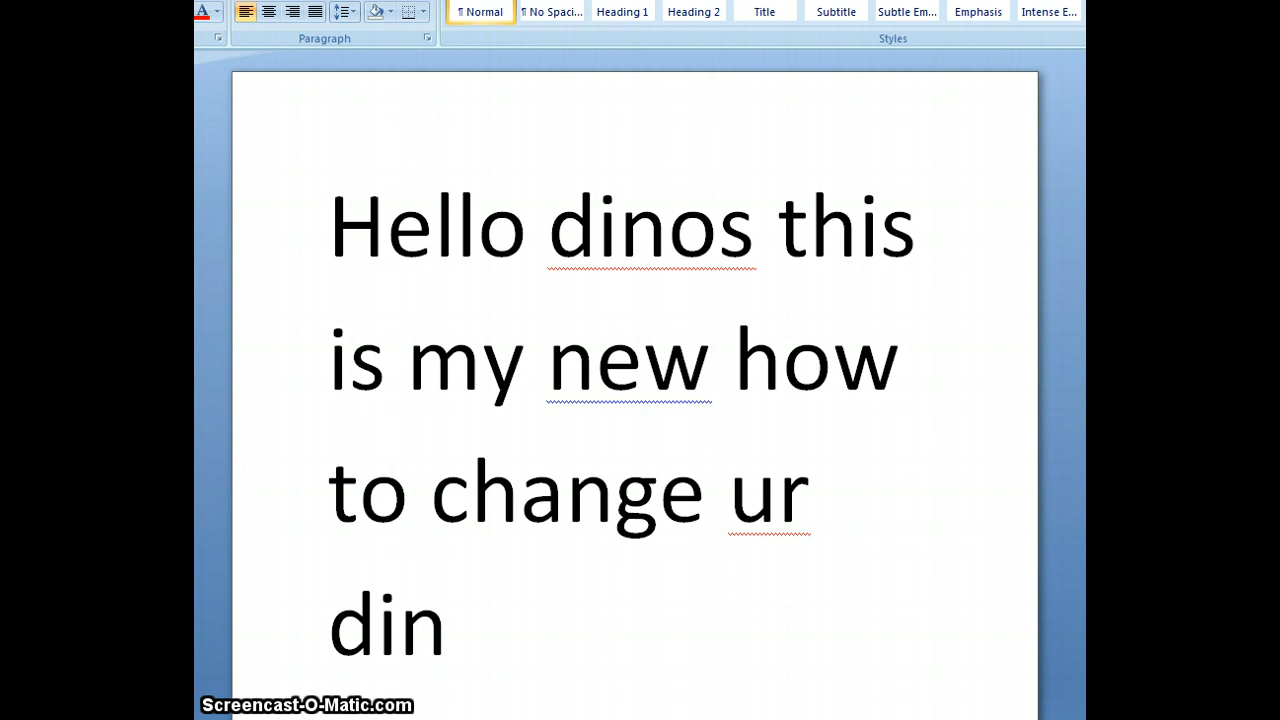 A
¶ Normal ¶ No Spaci... Heading 1 Heading 2 Title Subtitle Subtle Em... Emphasis Intense E...
Paragraph Styles
Hello dinos this
is my new how
to change ur
din
Screencast-O-Matic.com